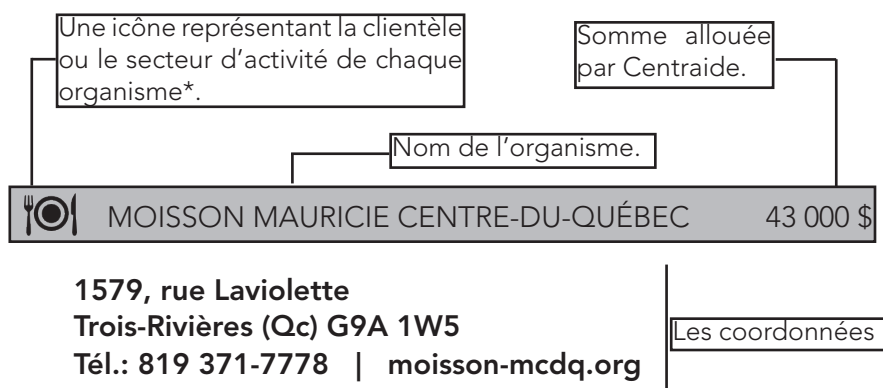 Une icône représentant la clientèle
ou le secteur d'activité de chaque
organisme*.
Somme allouée
par Centraide.
Nom de l'organisme.
MOISSON MAURICIE CENTRE-DU-QUÉBEC 43 000 $
1579, rue Laviolette
Trois-Rivières (Qc) G9A 1W5
Tél.: 819 371-7778 | moisson-mcdq.org
Les coordonnées